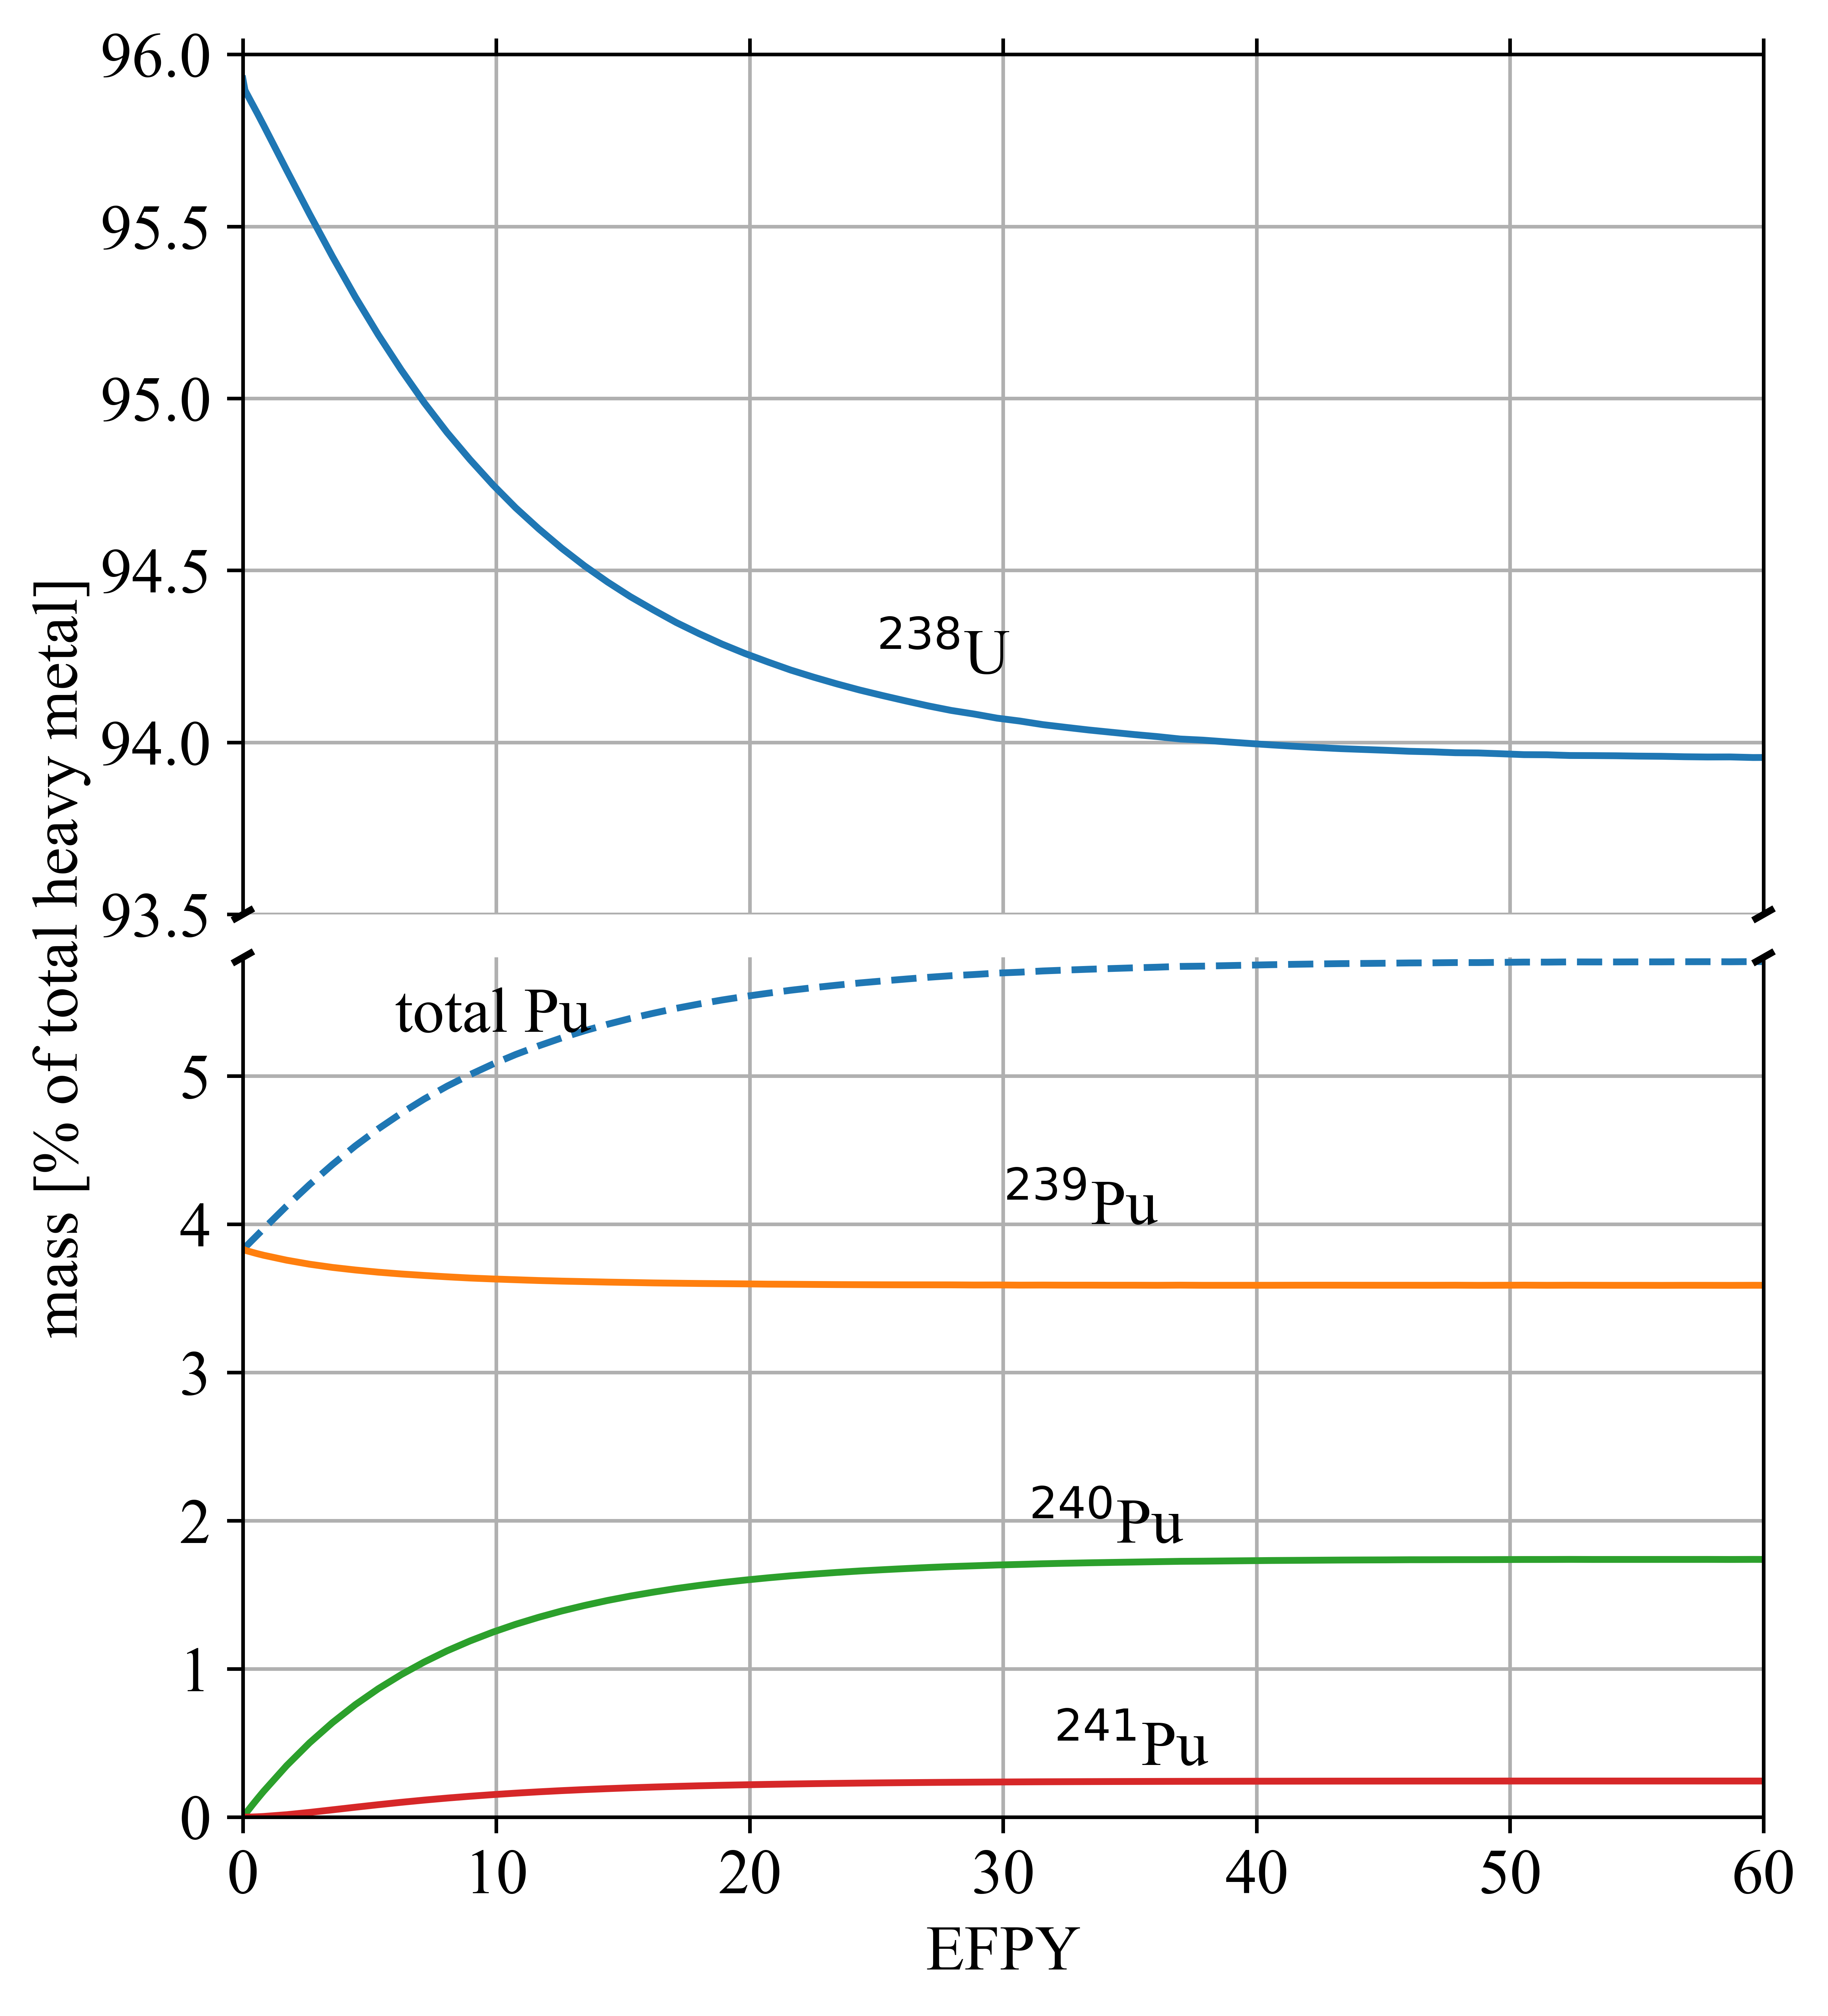 96.0
95.5
95.0
94.5
94.0
93.5
²³⁸U
mass [% of total heavy metal]
total Pu
5
4
3
2
1
0
²³⁹Pu
²⁴⁰Pu
²⁴¹Pu
0 10 20 30 40 50 60
EFPY